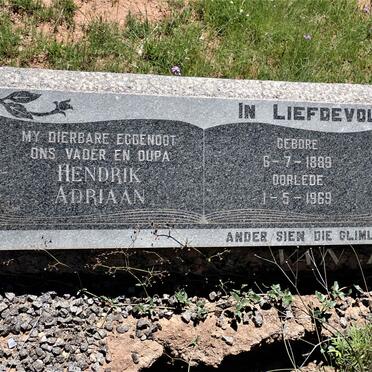 IN LIEFDEVOL
MY DIERBARE EGGENOOT
ONS VADER EN OUPA
HENDRIK
ADRIAAN
GEBORE
6-7-1889
OORLEDE
1-5-1969
ANDER SIEN DIE GLIML